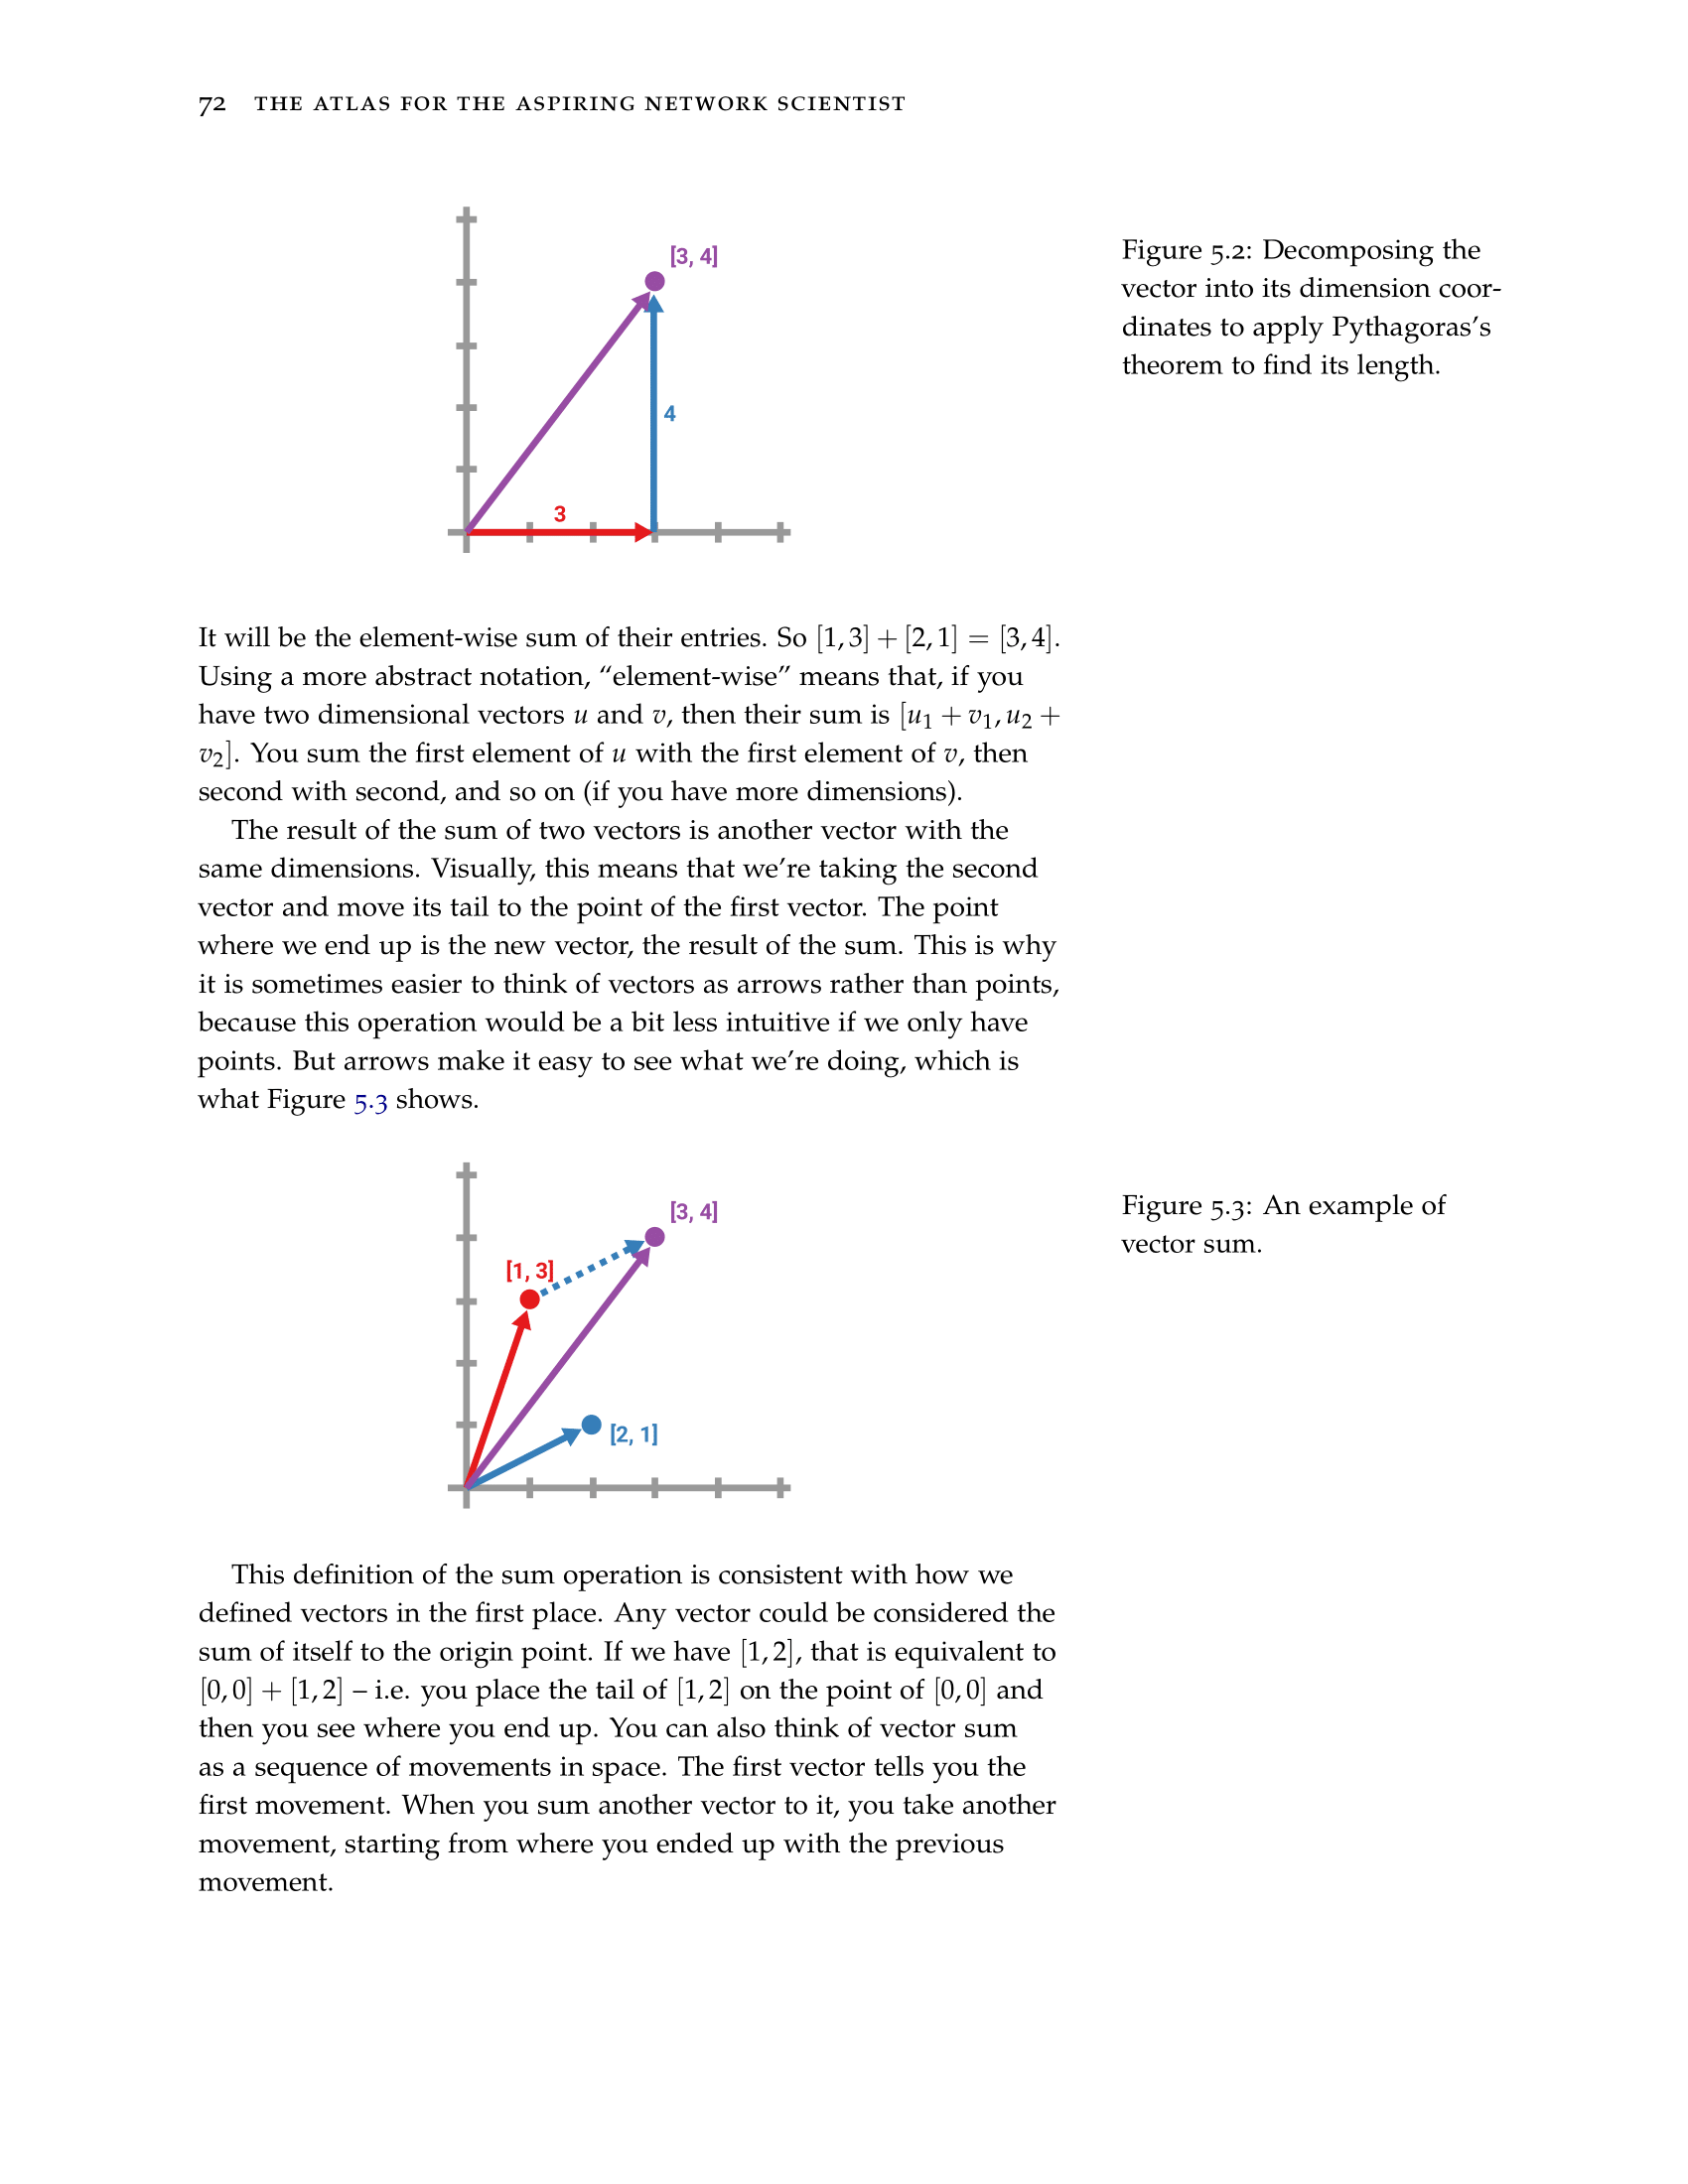 72 THE ATLAS FOR THE ASPIRING NETWORK SCIENTIST
[3, 4]
4
3
Figure 5.2: Decomposing the
vector into its dimension coor-
dinates to apply Pythagoras’s
theorem to find its length.
It will be the element-wise sum of their entries. So [1, 3] + [2, 1] = [3, 4].
Using a more abstract notation, “element-wise” means that, if you
have two dimensional vectors u and v, then their sum is [u₁ + v₁, u₂ +
v₂]. You sum the first element of u with the first element of v, then
second with second, and so on (if you have more dimensions).
The result of the sum of two vectors is another vector with the
same dimensions. Visually, this means that we’re taking the second
vector and move its tail to the point of the first vector. The point
where we end up is the new vector, the result of the sum. This is why
it is sometimes easier to think of vectors as arrows rather than points,
because this operation would be a bit less intuitive if we only have
points. But arrows make it easy to see what we’re doing, which is
what Figure 5.3 shows.
[3, 4]
[1, 3]
[2, 1]
Figure 5.3: An example of
vector sum.
This definition of the sum operation is consistent with how we
defined vectors in the first place. Any vector could be considered the
sum of itself to the origin point. If we have [1, 2], that is equivalent to
[0, 0] + [1, 2] – i.e. you place the tail of [1, 2] on the point of [0, 0] and
then you see where you end up. You can also think of vector sum
as a sequence of movements in space. The first vector tells you the
first movement. When you sum another vector to it, you take another
movement, starting from where you ended up with the previous
movement.